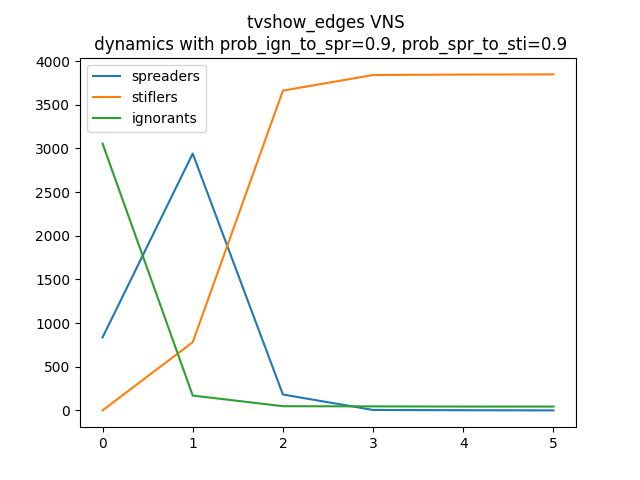 tvshow_edges VNS
dynamics with prob_ign_to_spr=0.9, prob_spr_to_sti=0.9
spreaders
stiflers
ignorants
4000
3500
3000
2500
2000
1500
1000
500
0
0 1 2 3 4 5